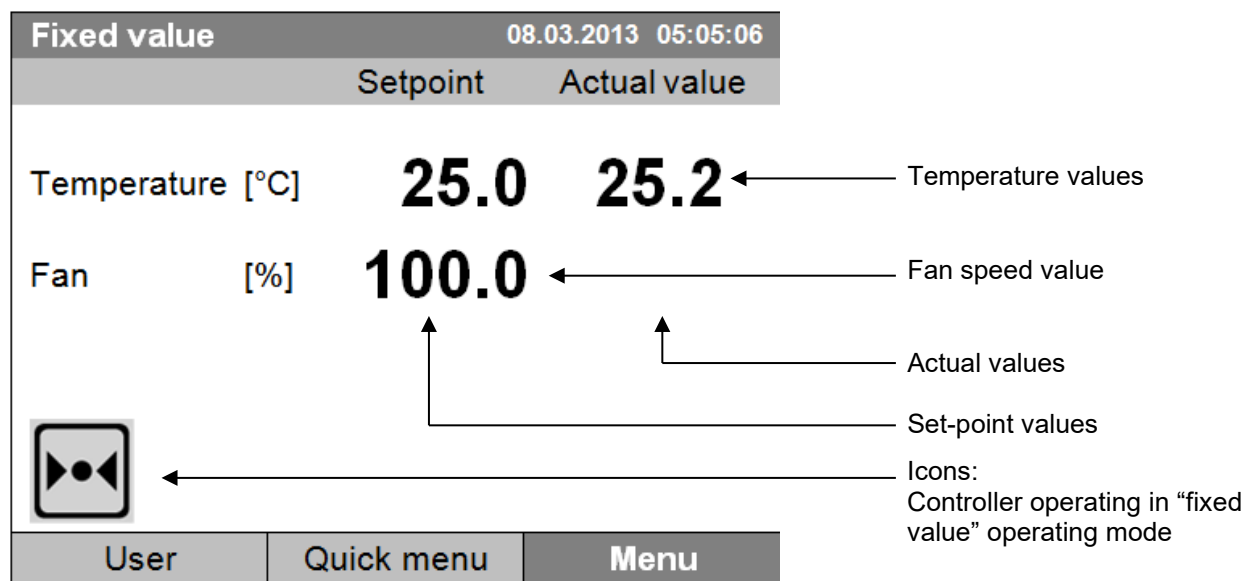 Fixed value 08.03.2013 05:05:06
Setpoint Actual value
Temperature [°C] 25.0 25.2
Temperature values
Fan [%] 100.0
Fan speed value
Actual values
Set-point values
Icons:
Controller operating in “fixed
value” operating mode
User Quick menu Menu